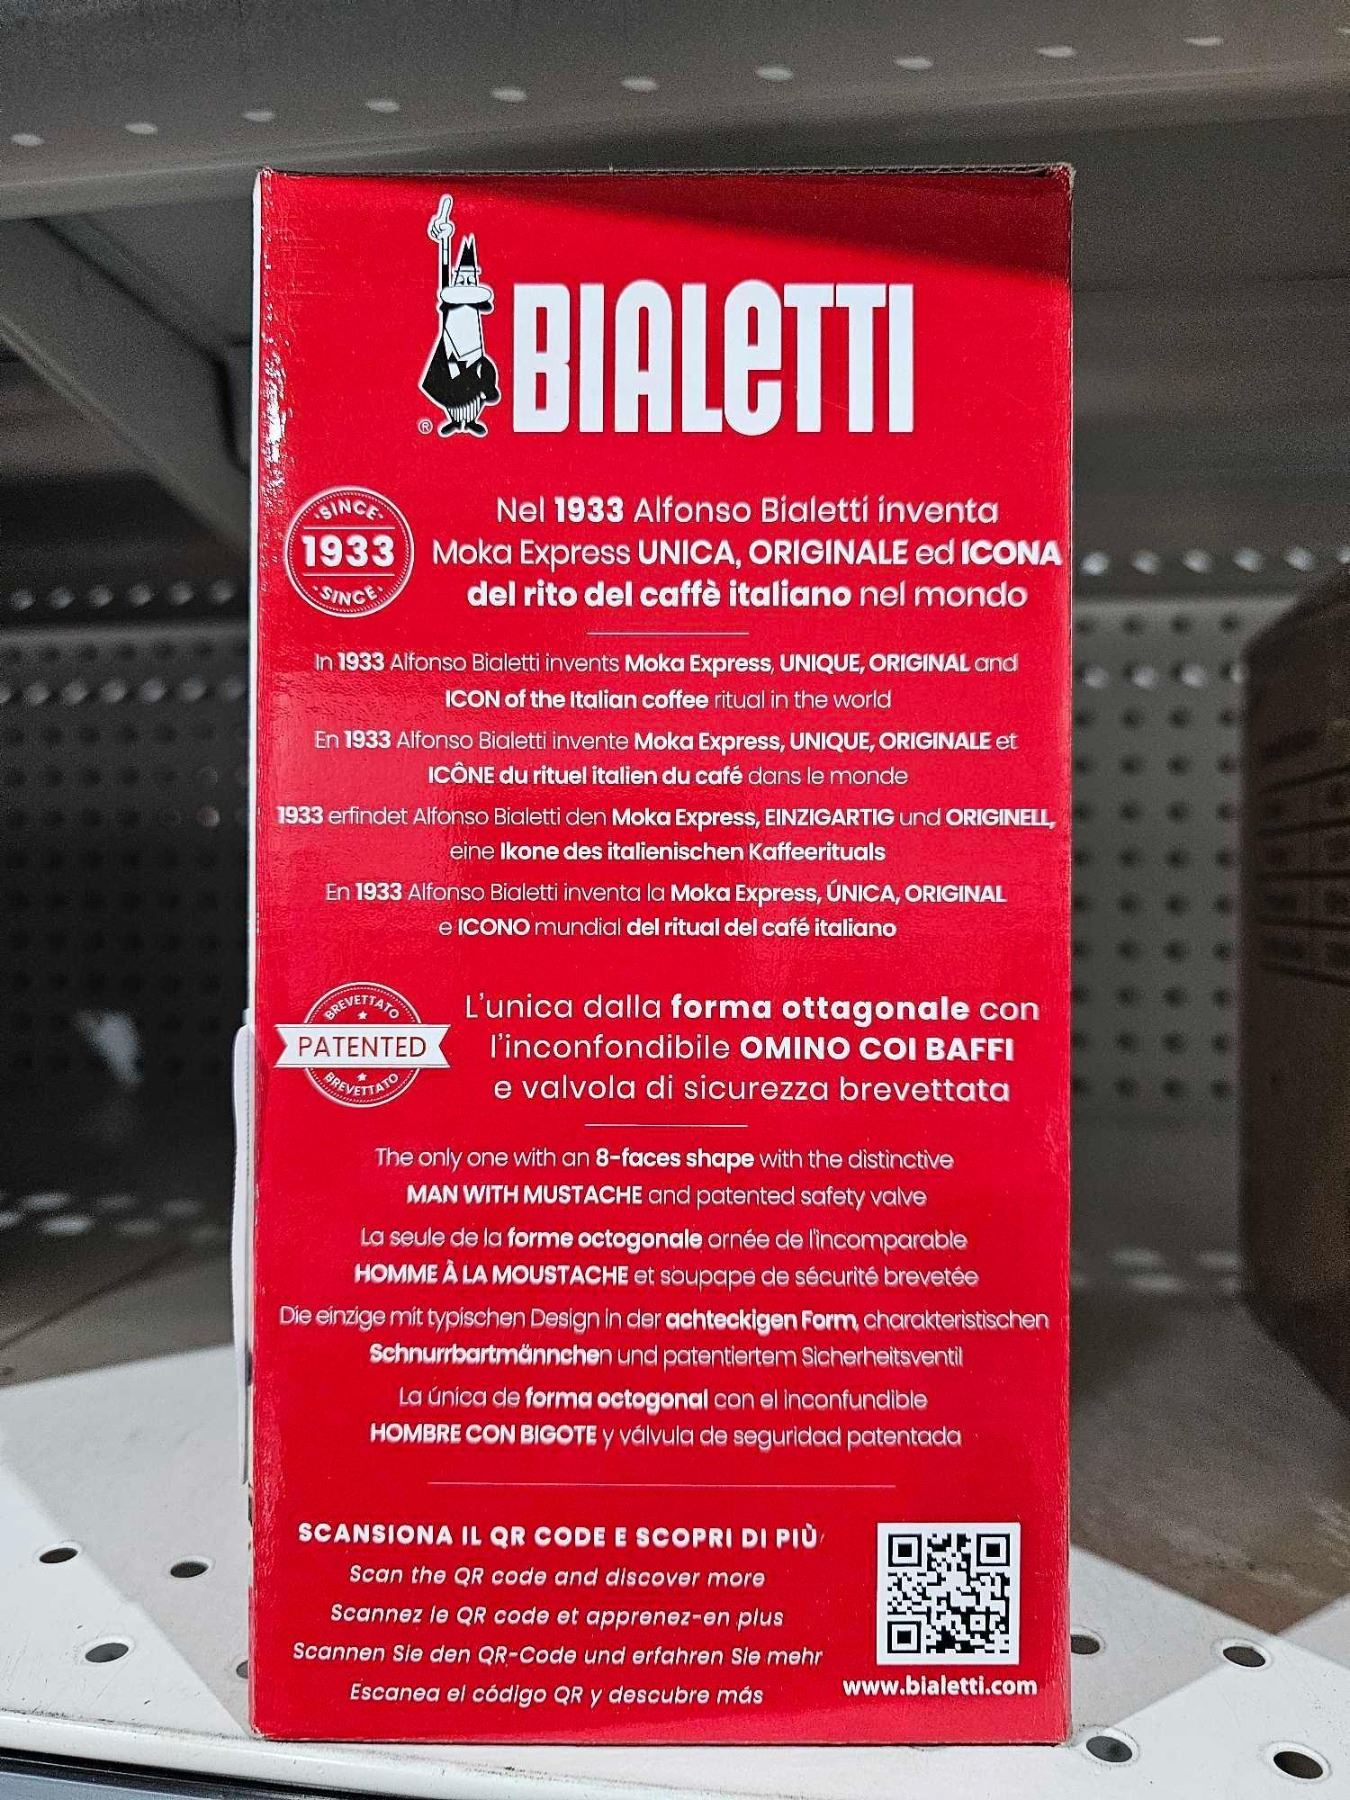 BIALETTI
®
SINCE
1933
SINCE
Nel 1933 Alfonso Bialetti inventa
Moka Express UNICA, ORIGINALE ed ICONA
del rito del caffè italiano nel mondo
In 1933 Alfonso Bialetti invents Moka Express, UNIQUE, ORIGINAL and
ICON of the Italian coffee ritual in the world
En 1933 Alfonso Bialetti invente Moka Express, UNIQUE, ORIGINALE et
ICÔNE du rituel italien du café dans le monde
1933 erfindet Alfonso Bialetti den Moka Express, EINZIGARTIG und ORIGINELL,
eine Ikone des italienischen Kaffeerituals
En 1933 Alfonso Bialetti inventa la Moka Express, ÚNICA, ORIGINAL
e ICONO mundial del ritual del café italiano
BREVETTATO
PATENTED
BREVETTATO
L'unica dalla forma ottagonale con
l'inconfondibile OMINO COI BAFFI
e valvola di sicurezza brevettata
The only one with an 8-faces shape with the distinctive
MAN WITH MUSTACHE and patented safety valve
La seule de la forme octogonale ornée de l'incomparable
HOMME À LA MOUSTACHE et soupape de sécurité brevetée
Die einzige mit typischen Design in der achteckigen Form, charakteristischen
Schnurrbartmännchen und patentiertem Sicherheitsventil
La única de forma octogonal con el inconfundible
HOMBRE CON BIGOTE y válvula de seguridad patentada
SCANSIONA IL QR CODE E SCOPRI DI PIÙ
Scan the QR code and discover more
Scannez le QR code et apprenez-en plus
Scannen Sie den QR-Code und erfahren Sie mehr
Escanea el código QR y descubre más
www.bialetti.com